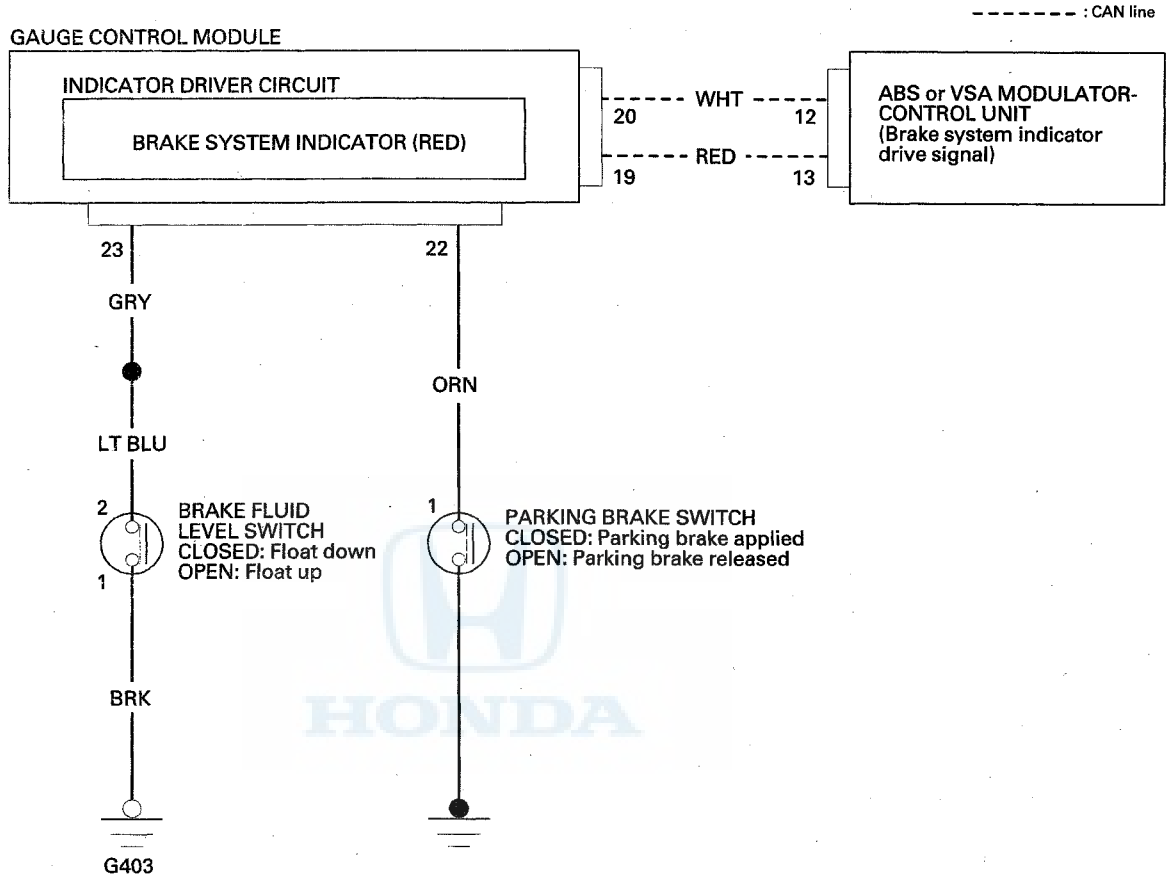 : CAN line
GAUGE CONTROL MODULE
INDICATOR DRIVER CIRCUIT
BRAKE SYSTEM INDICATOR (RED)
20
WHT
12
19
RED
13
ABS or VSA MODULATOR-
CONTROL UNIT
(Brake system indicator
drive signal)
23
22
GRY
ORN
LT BLU
2
BRAKE FLUID
LEVEL SWITCH
CLOSED: Float down
OPEN: Float up
1
1
PARKING BRAKE SWITCH
CLOSED: Parking brake applied
OPEN: Parking brake released
BRK
HONDA
G403